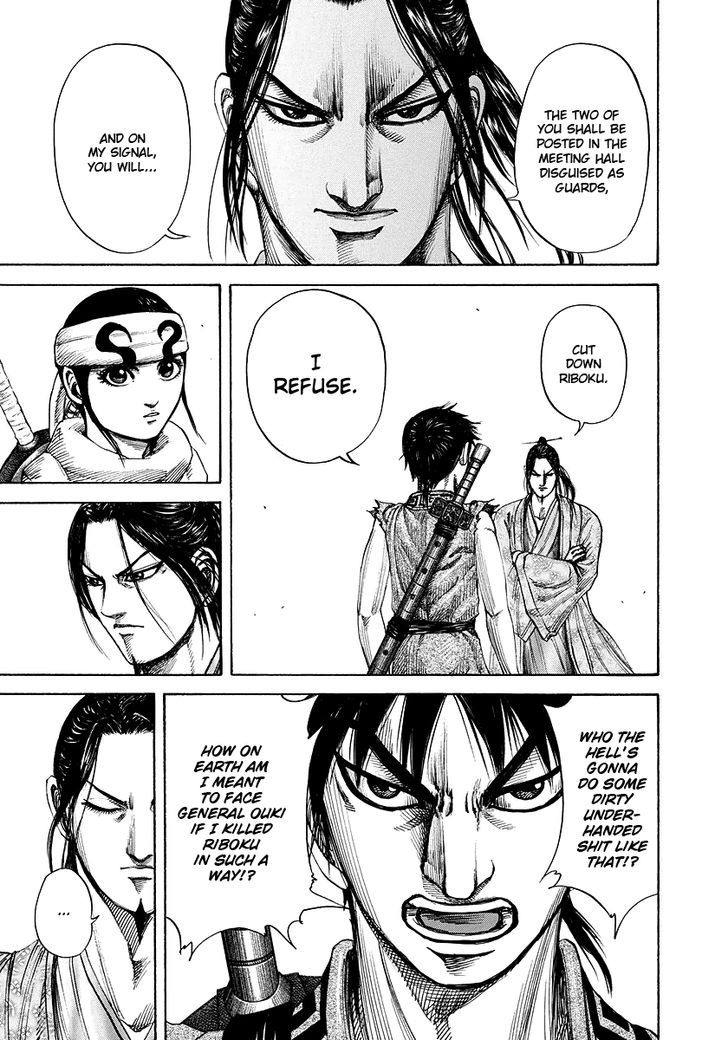 THE TWO OF
YOU SHALL BE
POSTED IN THE
MEETING HALL
DISGUISED AS
GUARDS,
AND ON
MY SIGNAL,
YOU WILL...
CUT
DOWN
RIBOKU.
I
REFUSE.
WHO THE
HELL'S
GONNA
DO SOME
DIRTY
UNDER-
HANDED
SHIT LIKE
THAT!?
HOW ON
EARTH AM
I MEANT
TO FACE
GENERAL OUKI
IF I KILLED
RIBOKU
IN SUCH A
WAY!?
...